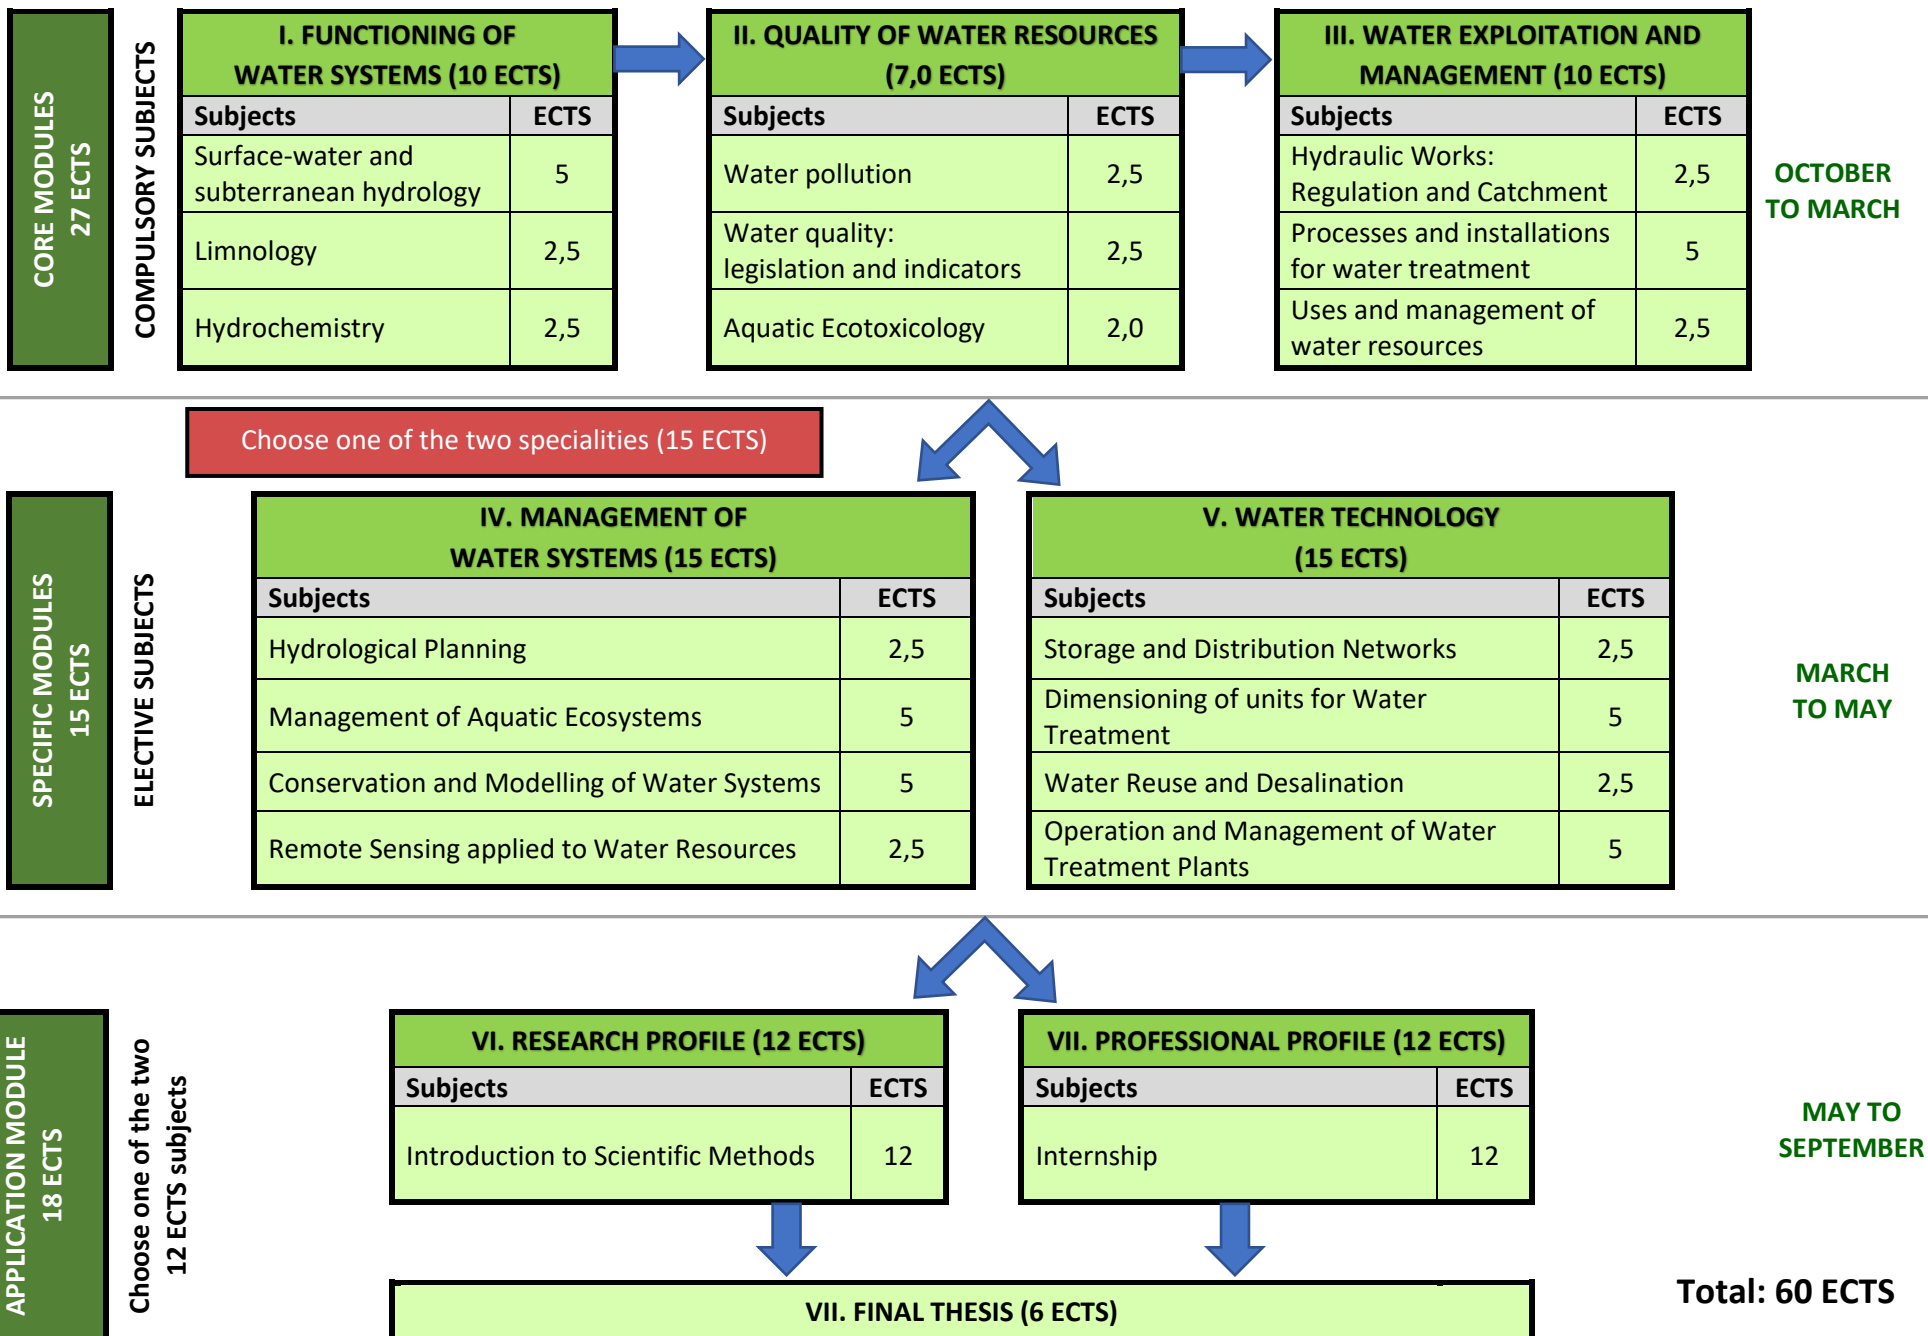 CORE MODULES
27 ECTS
COMPULSORY SUBJECTS
I. FUNCTIONING OF
WATER SYSTEMS (10 ECTS)
Subjects ECTS
Surface-water and
subterranean hydrology 5
Limnology 2,5
Hydrochemistry 2,5
II. QUALITY OF WATER RESOURCES
(7,0 ECTS)
Subjects ECTS
Water pollution 2,5
Water quality:
legislation and indicators 2,5
Aquatic Ecotoxicology 2,0
III. WATER EXPLOITATION AND
MANAGEMENT (10 ECTS)
Subjects ECTS
Hydraulic Works:
Regulation and Catchment 2,5
Processes and installations
for water treatment 5
Uses and management of
water resources 2,5
OCTOBER
TO MARCH
Choose one of the two specialities (15 ECTS)
SPECIFIC MODULES
15 ECTS
ELECTIVE SUBJECTS
IV. MANAGEMENT OF
WATER SYSTEMS (15 ECTS)
Subjects ECTS
Hydrological Planning 2,5
Management of Aquatic Ecosystems 5
Conservation and Modelling of Water Systems 5
Remote Sensing applied to Water Resources 2,5
V. WATER TECHNOLOGY
(15 ECTS)
Subjects ECTS
Storage and Distribution Networks 2,5
Dimensioning of units for Water
Treatment 5
Water Reuse and Desalination 2,5
Operation and Management of Water
Treatment Plants 5
MARCH
TO MAY
APPLICATION MODULE
18 ECTS
Choose one of the two
12 ECTS subjects
VI. RESEARCH PROFILE (12 ECTS)
Subjects ECTS
Introduction to Scientific Methods 12
VII. PROFESSIONAL PROFILE (12 ECTS)
Subjects ECTS
Internship 12
MAY TO
SEPTEMBER
VII. FINAL THESIS (6 ECTS)
Total: 60 ECTS